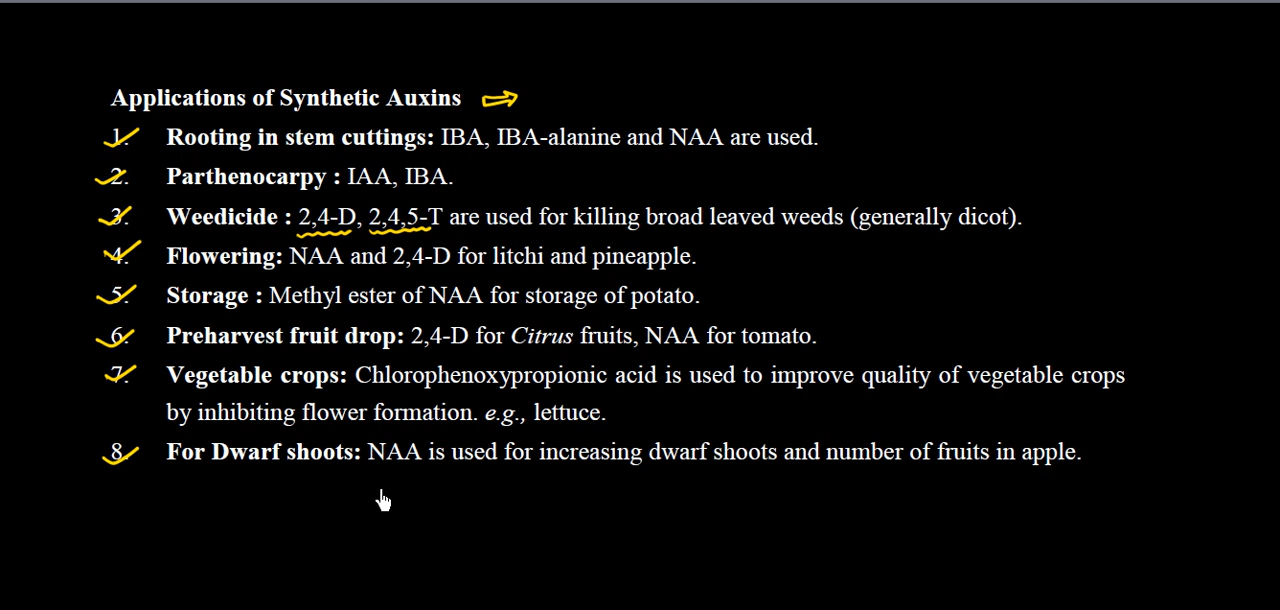 Applications of Synthetic Auxins
1. Rooting in stem cuttings: IBA, IBA-alanine and NAA are used.
2. Parthenocarpy : IAA, IBA.
3. Weedicide : 2,4-D, 2,4,5-T are used for killing broad leaved weeds (generally dicot).
4. Flowering: NAA and 2,4-D for litchi and pineapple.
5. Storage : Methyl ester of NAA for storage of potato.
6. Preharvest fruit drop: 2,4-D for Citrus fruits, NAA for tomato.
7. Vegetable crops: Chlorophenoxypropionic acid is used to improve quality of vegetable crops
by inhibiting flower formation. e.g., lettuce.
8. For Dwarf shoots: NAA is used for increasing dwarf shoots and number of fruits in apple.